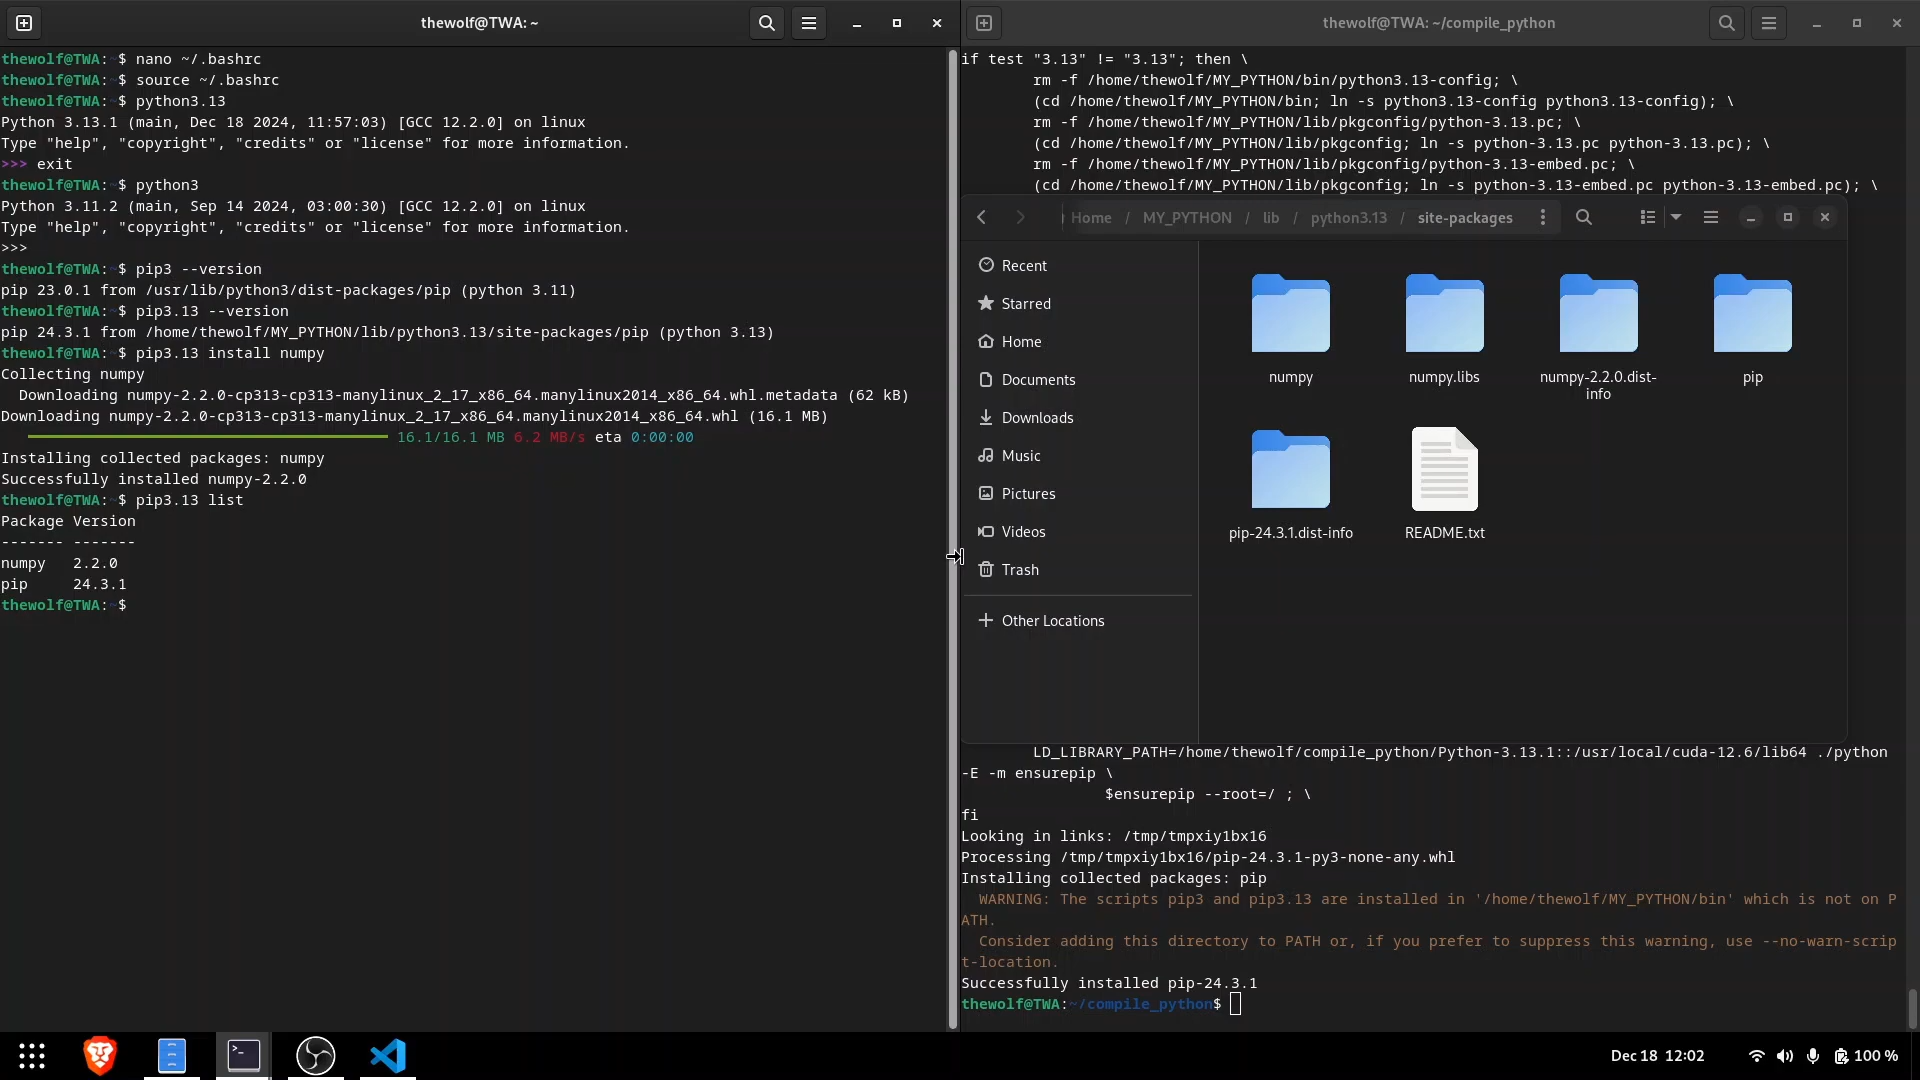 thewolf@TWA: ~
thewolf@TWA:~$ nano ~/.bashrc
thewolf@TWA:~$ source ~/.bashrc
thewolf@TWA:~$ python3.13
Python 3.13.1 (main, Dec 18 2024, 11:57:03) [GCC 12.2.0] on linux
Type "help", "copyright", "credits" or "license" for more information.
>>> exit
thewolf@TWA:~$ python3
Python 3.11.2 (main, Sep 14 2024, 03:00:30) [GCC 12.2.0] on linux
Type "help", "copyright", "credits" or "license" for more information.
>>>
thewolf@TWA:~$ pip3 --version
pip 23.0.1 from /usr/lib/python3/dist-packages/pip (python 3.11)
thewolf@TWA:~$ pip3.13 --version
pip 24.3.1 from /home/thewolf/MY_PYTHON/lib/python3.13/site-packages/pip (python 3.13)
thewolf@TWA:~$ pip3.13 install numpy
Collecting numpy
  Downloading numpy-2.2.0-cp313-cp313-manylinux_2_17_x86_64.manylinux2014_x86_64.whl.metadata (62 kB)
Downloading numpy-2.2.0-cp313-cp313-manylinux_2_17_x86_64.manylinux2014_x86_64.whl (16.1 MB)
16.1/16.1 MB 6.2 MB/s eta 0:00:00
Installing collected packages: numpy
Successfully installed numpy-2.2.0
thewolf@TWA:~$ pip3.13 list
Package Version
------- -------
numpy   2.2.0
pip     24.3.1
thewolf@TWA:~$
thewolf@TWA: ~/compile_python
if test "3.13" != "3.13"; then \
        rm -f /home/thewolf/MY_PYTHON/bin/python3.13-config; \
        (cd /home/thewolf/MY_PYTHON/bin; ln -s python3.13-config python3.13-config); \
        rm -f /home/thewolf/MY_PYTHON/lib/pkgconfig/python-3.13.pc; \
        (cd /home/thewolf/MY_PYTHON/lib/pkgconfig; ln -s python-3.13.pc python-3.13.pc); \
        rm -f /home/thewolf/MY_PYTHON/lib/pkgconfig/python-3.13-embed.pc; \
        (cd /home/thewolf/MY_PYTHON/lib/pkgconfig; ln -s python-3.13-embed.pc python-3.13-embed.pc); \
Home / MY_PYTHON / lib / python3.13 / site-packages
Recent
Starred
Home
Documents
Downloads
Music
Pictures
Videos
Trash
Other Locations
numpy
numpy.libs
numpy-2.2.0.dist-
info
pip
pip-24.3.1.dist-info
README.txt
        LD_LIBRARY_PATH=/home/thewolf/compile_python/Python-3.13.1::/usr/local/cuda-12.6/lib64 ./python
-E -m ensurepip \
                $ensurepip --root=/ ; \
fi
Looking in links: /tmp/tmpxiy1bx16
Processing /tmp/tmpxiy1bx16/pip-24.3.1-py3-none-any.whl
Installing collected packages: pip
  WARNING: The scripts pip3 and pip3.13 are installed in '/home/thewolf/MY_PYTHON/bin' which is not on P
ATH.
  Consider adding this directory to PATH or, if you prefer to suppress this warning, use --no-warn-scrip
t-location.
Successfully installed pip-24.3.1
thewolf@TWA:~/compile_python$
Dec 18 12:02
100 %